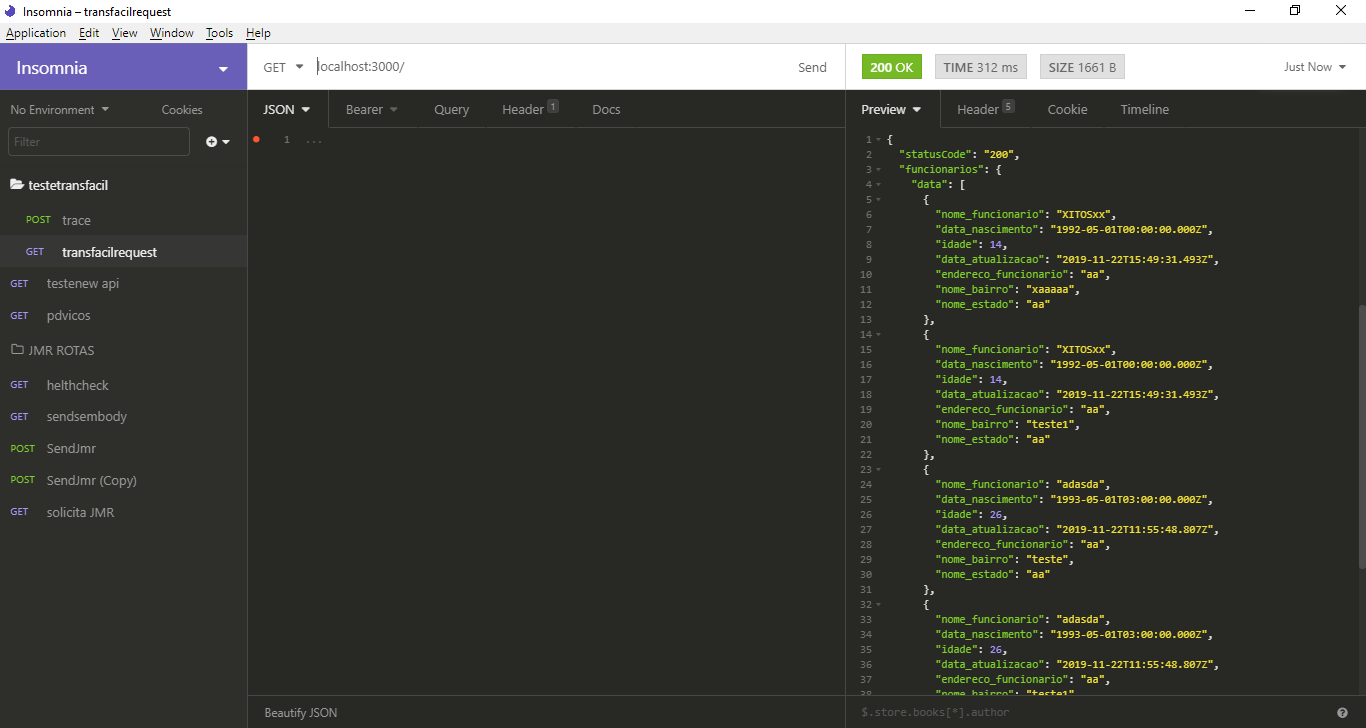 Insomnia – transfacilrequest
Application Edit View Window Tools Help
Insomnia
GET localhost:3000/ Send
200 OK TIME 312 ms SIZE 1661 B Just Now
No Environment Cookies
Filter
testetransfacil
POST trace
GET transfacilrequest
GET testenew api
GET pdvicos
JMR ROTAS
GET helthcheck
GET sendsembody
POST SendJmr
POST SendJmr (Copy)
GET solicita JMR
JSON Bearer Query Header 1 Docs
1 ...
Beautify JSON
Preview Header 5 Cookie Timeline
1 {
2 "statusCode": "200",
3 "funcionarios": {
4 "data": [
5 {
6 "nome_funcionario": "XITOSxx",
7 "data_nascimento": "1992-05-01T00:00:00.000Z",
8 "idade": 14,
9 "data_atualizacao": "2019-11-22T15:49:31.493Z",
10 "endereco_funcionario": "aa",
11 "nome_bairro": "xaaaaa",
12 "nome_estado": "aa"
13 },
14 {
15 "nome_funcionario": "XITOSxx",
16 "data_nascimento": "1992-05-01T00:00:00.000Z",
17 "idade": 14,
18 "data_atualizacao": "2019-11-22T15:49:31.493Z",
19 "endereco_funcionario": "aa",
20 "nome_bairro": "teste1",
21 "nome_estado": "aa"
22 },
23 {
24 "nome_funcionario": "adasda",
25 "data_nascimento": "1993-05-01T03:00:00.000Z",
26 "idade": 26,
27 "data_atualizacao": "2019-11-22T11:55:48.807Z",
28 "endereco_funcionario": "aa",
29 "nome_bairro": "teste",
30 "nome_estado": "aa"
31 },
32 {
33 "nome_funcionario": "adasda",
34 "data_nascimento": "1993-05-01T03:00:00.000Z",
35 "idade": 26,
36 "data_atualizacao": "2019-11-22T11:55:48.807Z",
37 "endereco_funcionario": "aa",
38 "nome_bairro": "teste1"
$.store.books[*].author